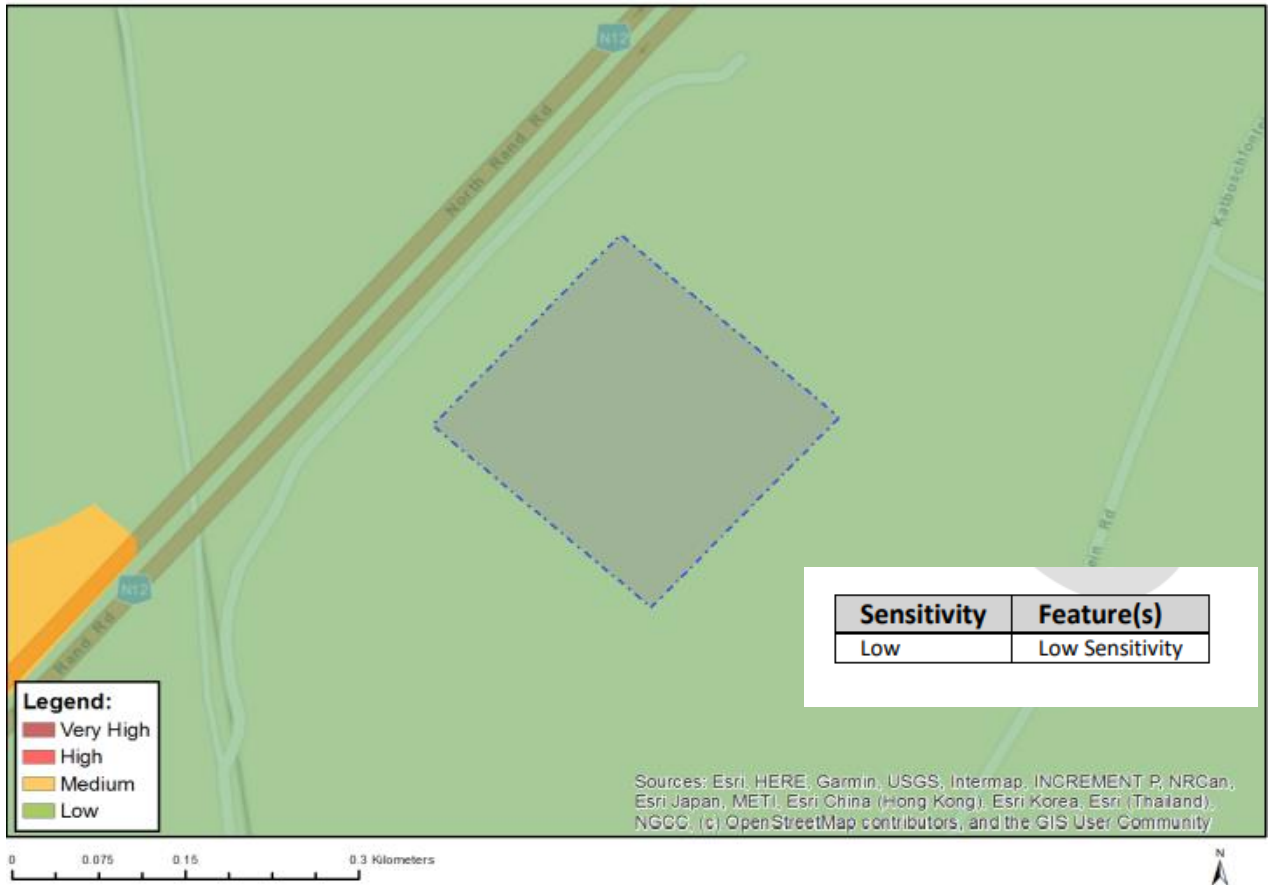 N12
North Rand Rd
Katboschfontein Rd
N12
Rand Rd
Sensitivity Feature(s)
Low Low Sensitivity
Legend:
Very High
High
Medium
Low
Sources: Esri, HERE, Garmin, USGS, Intermap, INCREMENT P, NRCan,
Esri Japan, METI, Esri China (Hong Kong), Esri Korea, Esri (Thailand),
NGCC, (c) OpenStreetMap contributors, and the GIS User Community
0 0.075 0.15 0.3 Kilometers
N